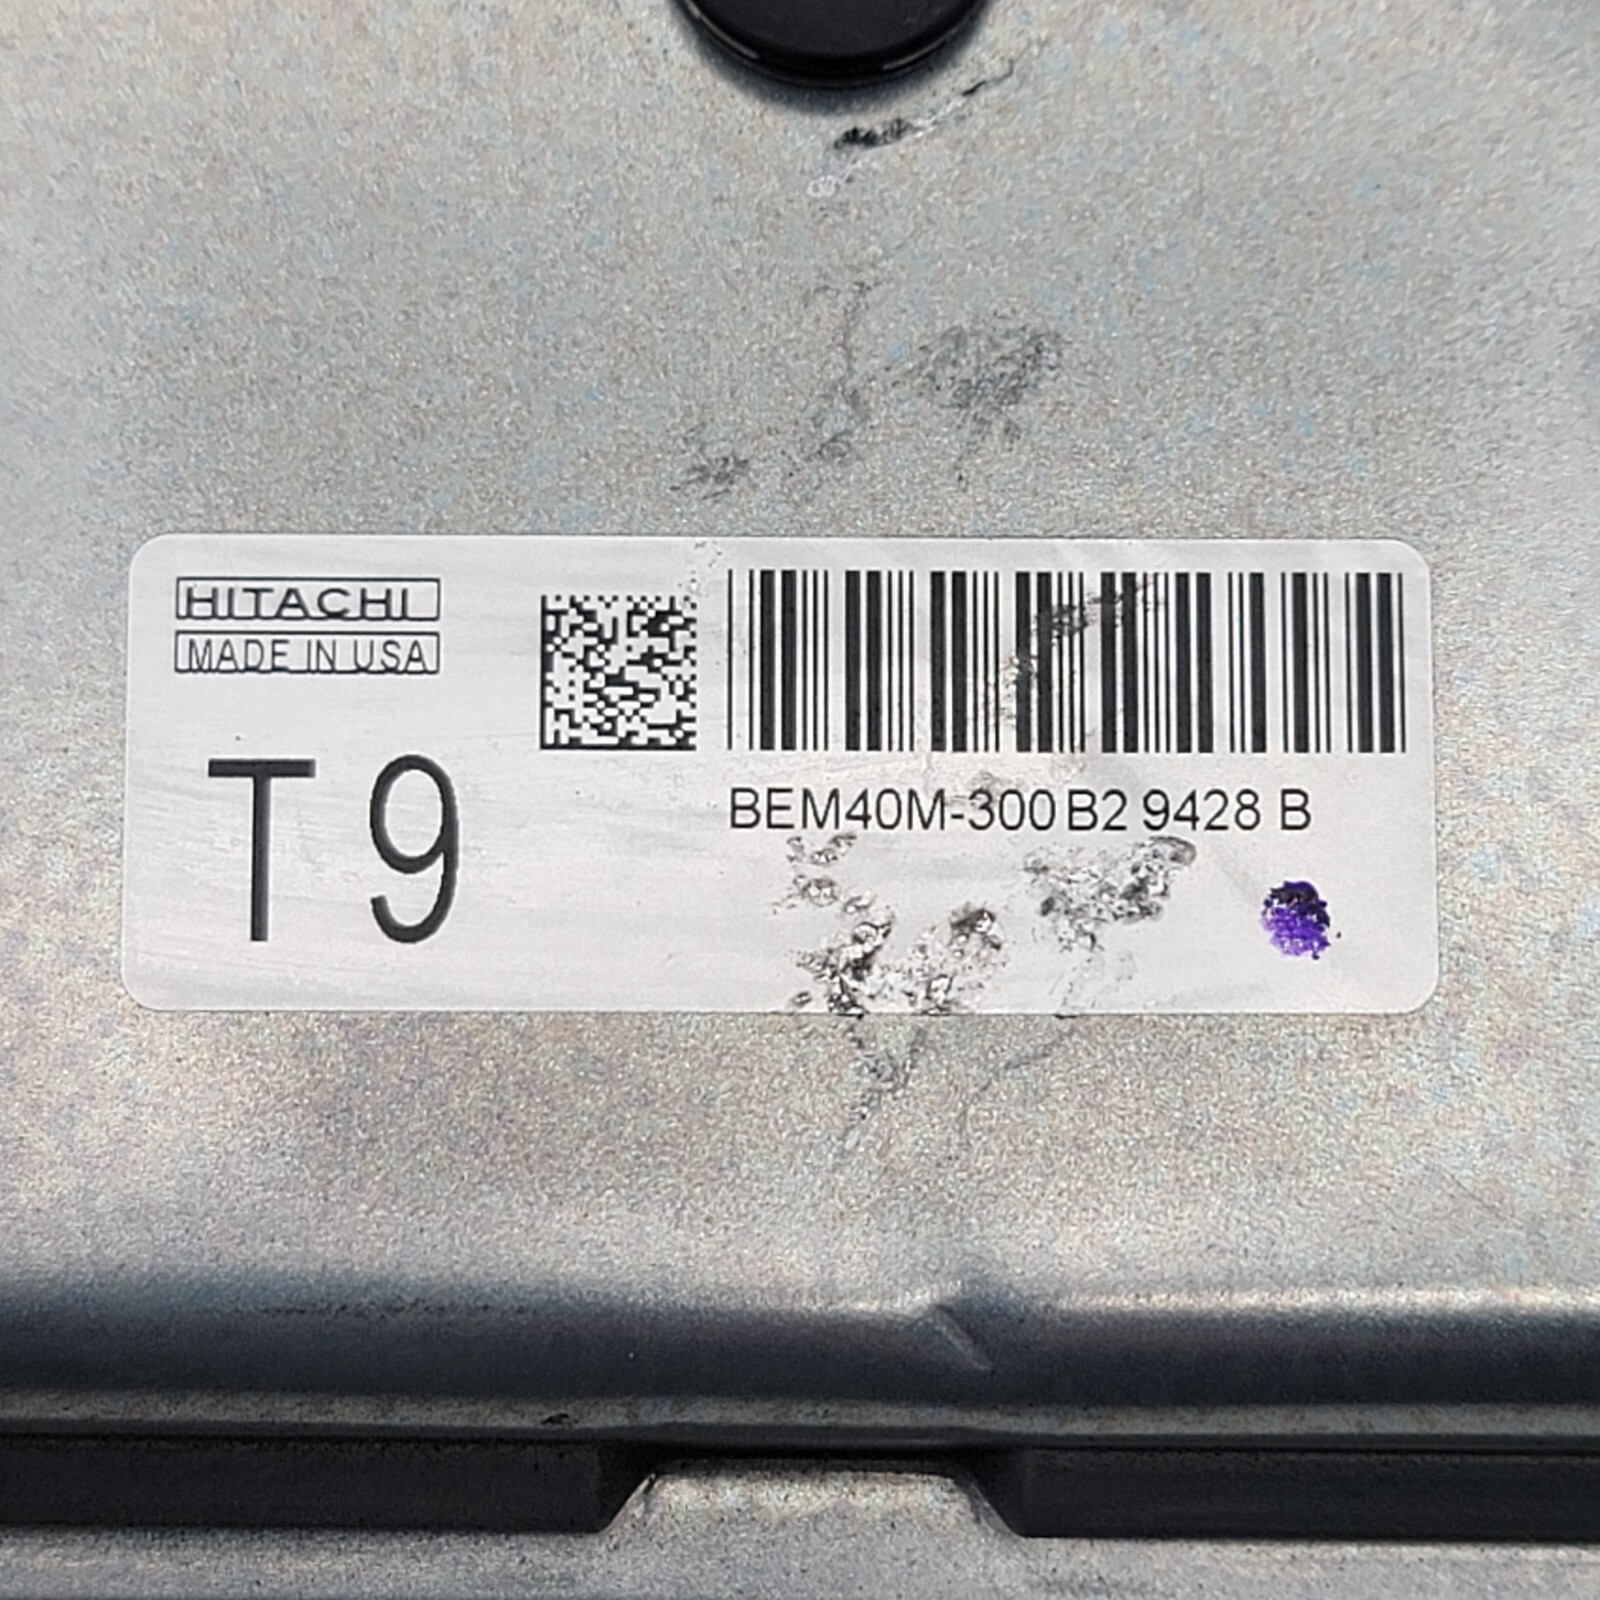 HITACHI
MADE IN USA
T9
BEM40M-300 B2 9428 B